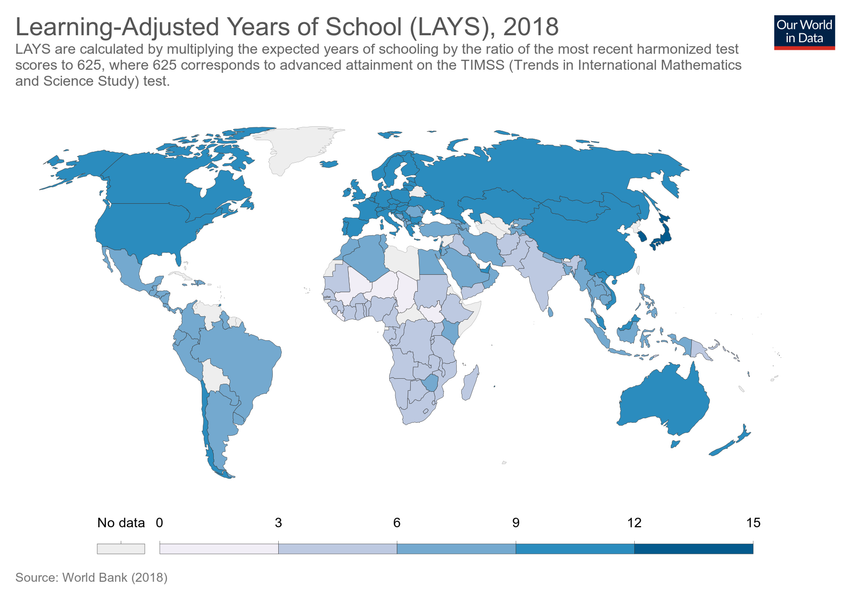 Learning-Adjusted Years of School (LAYS), 2018
Our World
in Data
LAYS are calculated by multiplying the expected years of schooling by the ratio of the most recent harmonized test
scores to 625, where 625 corresponds to advanced attainment on the TIMSS (Trends in International Mathematics
and Science Study) test.
No data 0 3 6 9 12 15
Source: World Bank (2018)